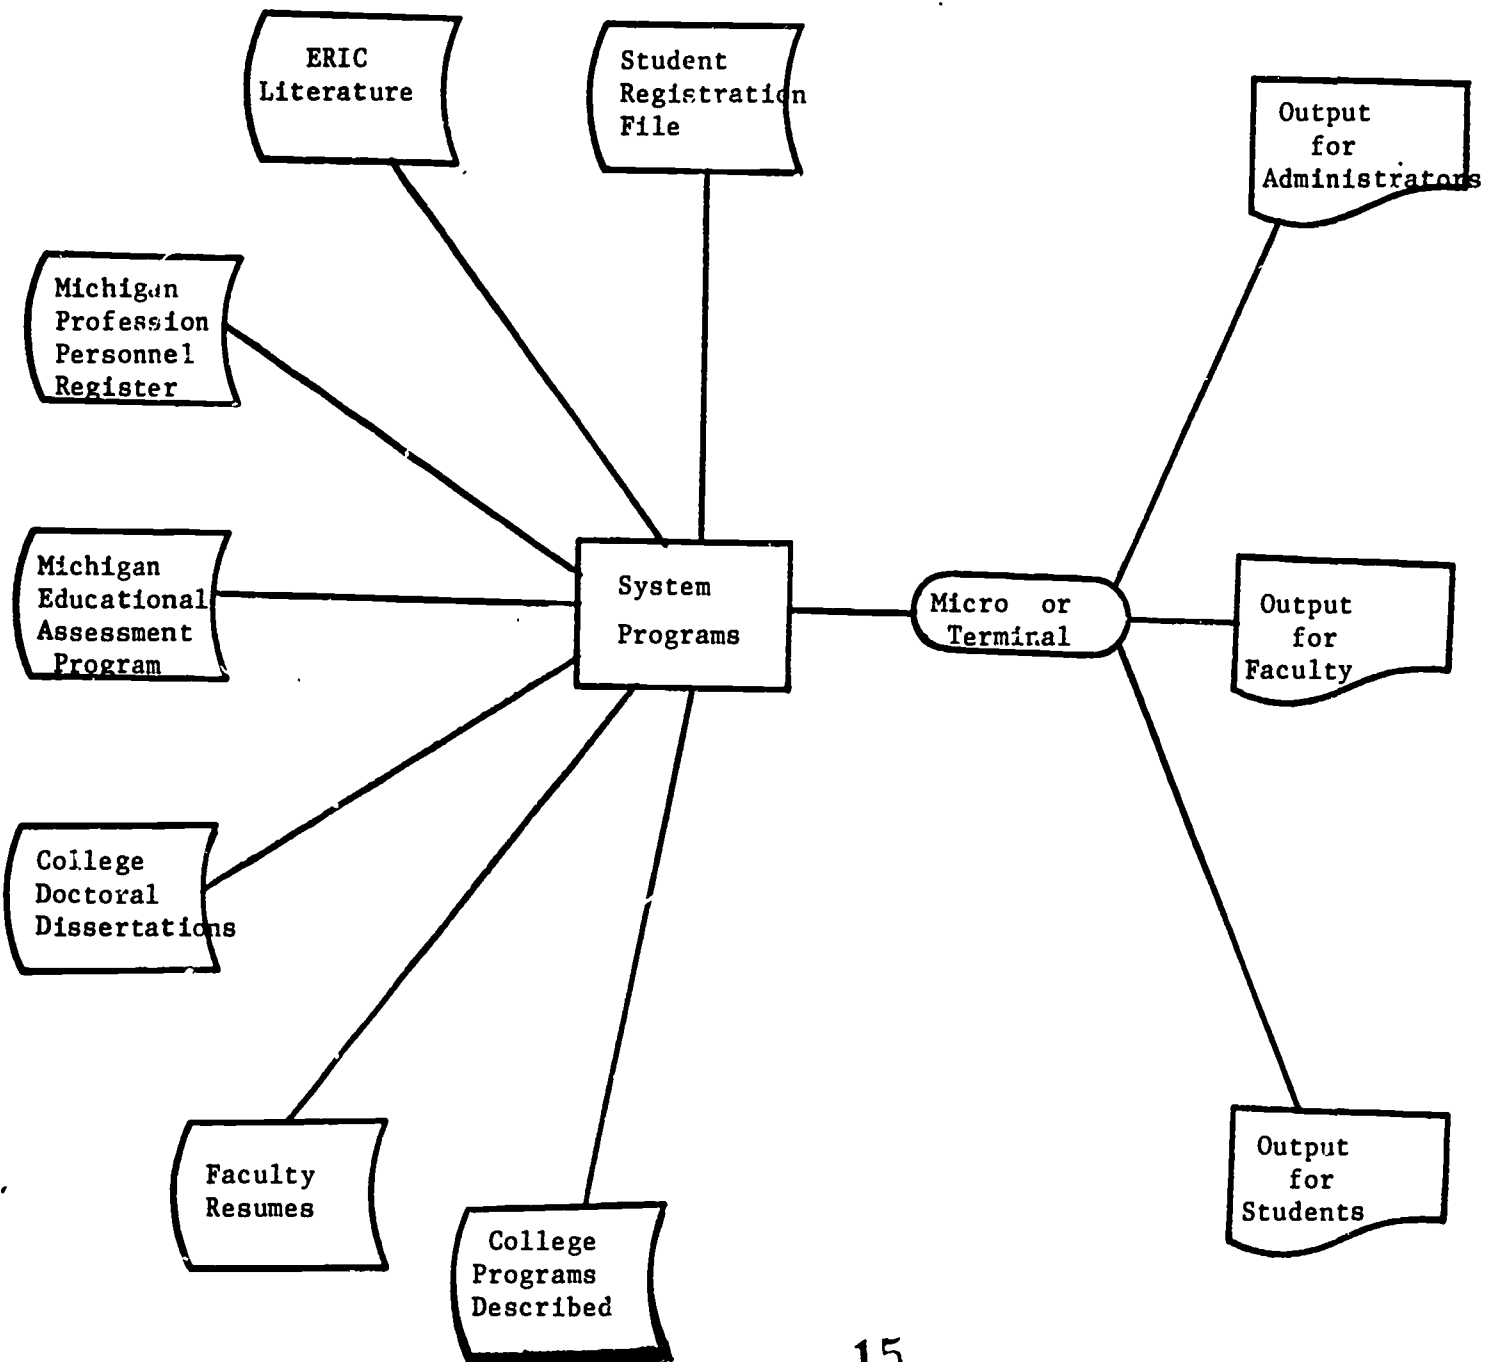 ERIC
Literature
Student
Registration
File
Output
for
Administrators
Michigan
Profession
Personnel
Register
Michigan
Educational
Assessment
Program
System
Programs
Micro or
Terminal
Output
for
Faculty
College
Doctoral
Dissertations
Faculty
Resumes
College
Programs
Described
Output
for
Students
15